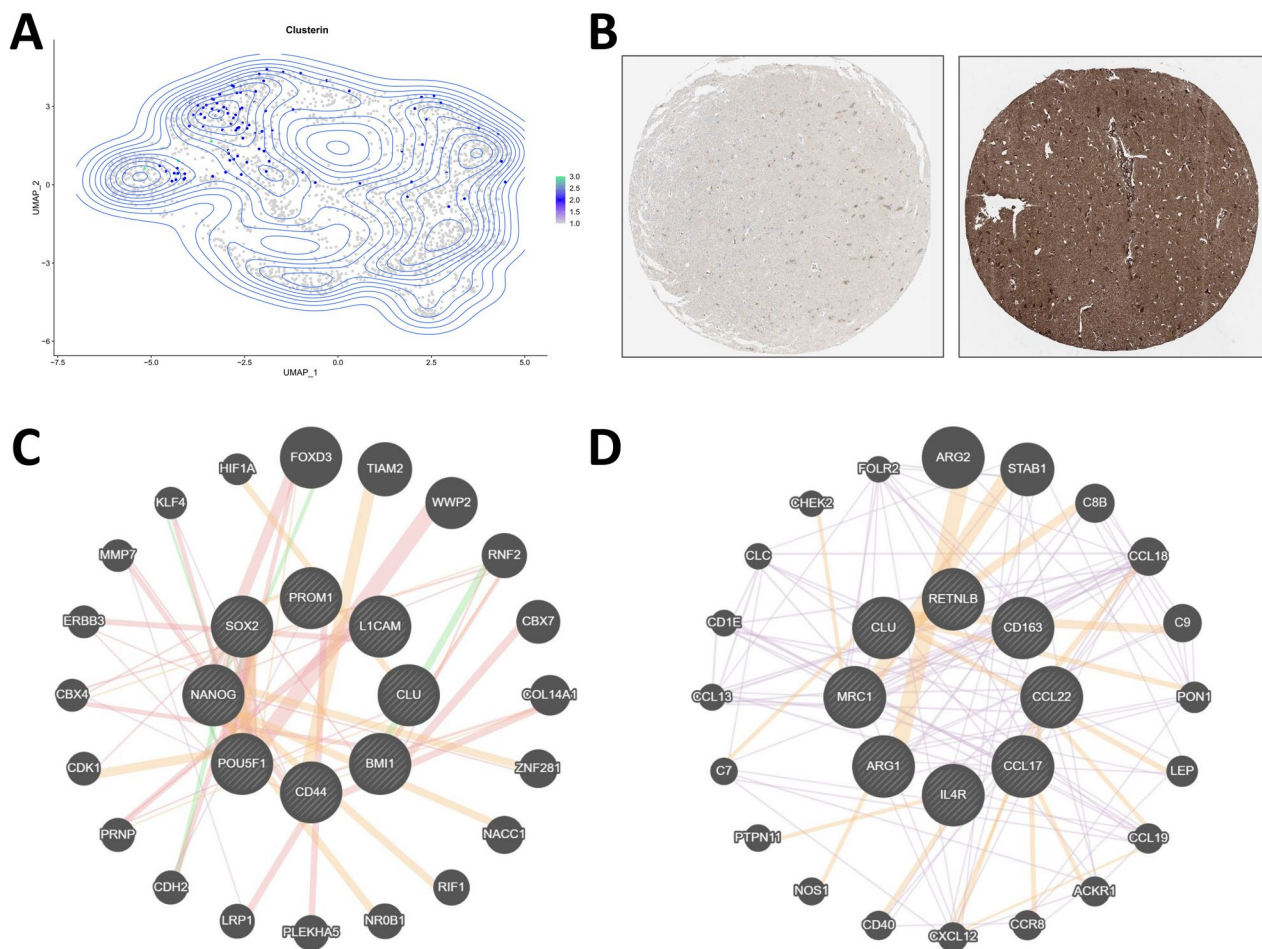 A
B
Clusterin
UMAP_2
3
0
-3
-6
-7.5
-5.0
-2.5
0.0
2.5
5.0
UMAP_1
3.0
2.5
2.0
1.5
1.0
C
FOXD3
TIAM2
HIF1A
WWP2
KLF4
RNF2
MMP7
PROM1
SOX2
L1CAM
ERBB3
CBX7
NANOG
CLU
CBX4
COL14A1
POU5F1
BMI1
CDK1
ZNF281
CD44
PRNP
NACC1
CDH2
RIF1
LRP1
NR0B1
PLEKHA5
D
ARG2
FOLR2
STAB1
CHEK2
C8B
CLC
CCL18
RETNLB
CLU
CD163
CD1E
C9
MRC1
CCL22
CCL13
PON1
ARG1
CCL17
C7
LEP
IL4R
PTPN11
CCL19
NOS1
ACKR1
CD40
CCR8
CXCL12